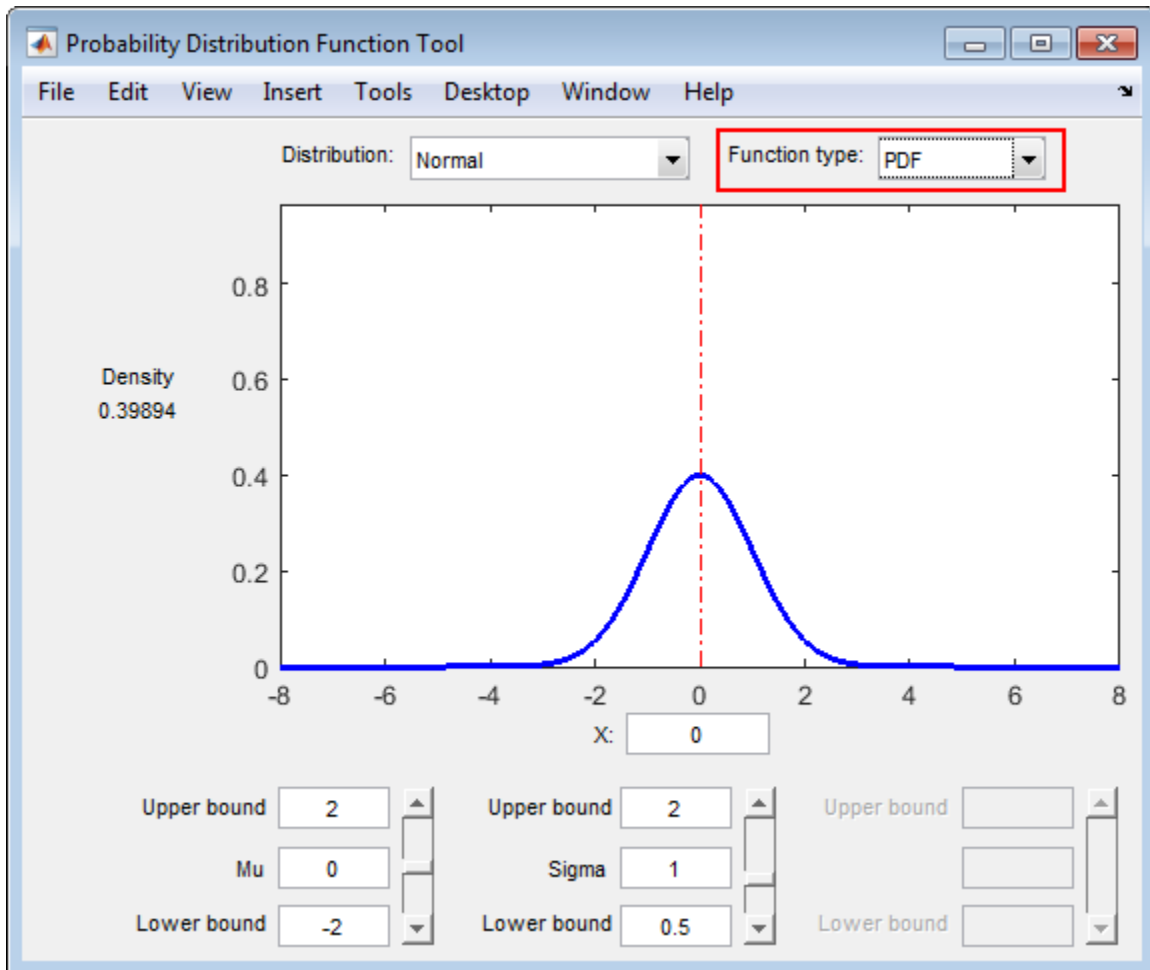 Probability Distribution Function Tool
File Edit View Insert Tools Desktop Window Help
Distribution: Normal Function type: PDF
0.8
Density 0.6
0.39894
0.4
0.2
0
-8 -6 -4 -2 0 2 4 6 8
X: 0
Upper bound 2 Upper bound 2 Upper bound
Mu 0 Sigma 1
Lower bound -2 Lower bound 0.5 Lower bound